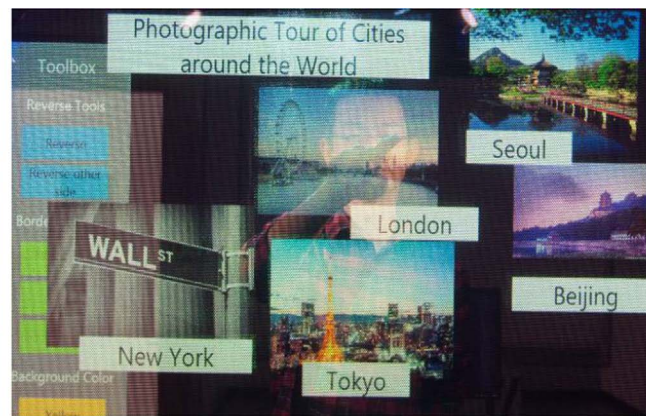 Photographic Tour of Cities
around the World
Toolbox
Reverse Tools
Reverse
Reverse other
side
Seoul
London
WALL ST
Beijing
New York
Tokyo
Background Color
Yellow